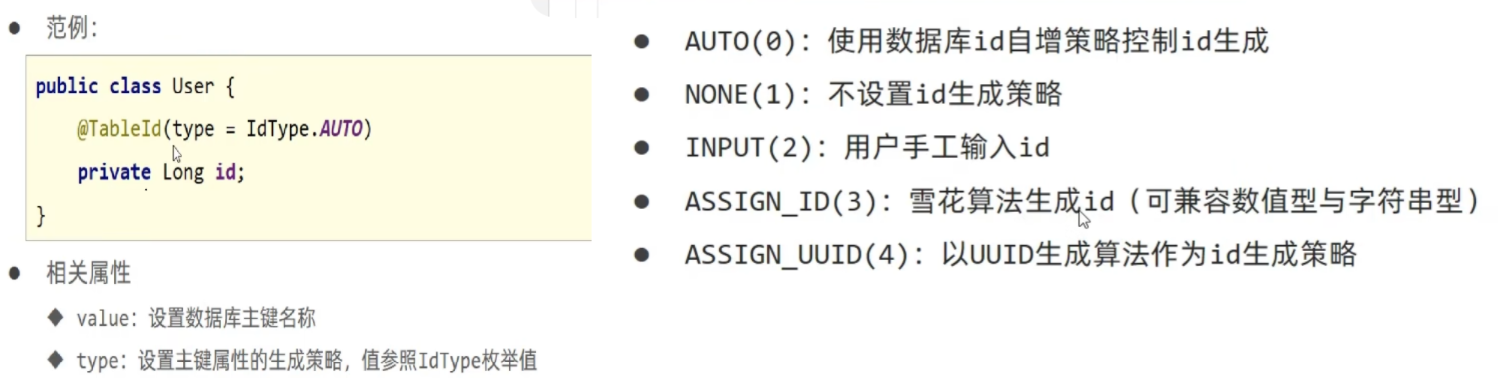 范例：
public class User {
@TableId(type = IdType.AUTO)
private Long id;
}
相关属性
value：设置数据库主键名称
type：设置主键属性的生成策略，值参照IdType枚举值
AUTO(0)：使用数据库id自增策略控制id生成
NONE(1)：不设置id生成策略
INPUT(2)：用户手工输入id
ASSIGN_ID(3)：雪花算法生成id（可兼容数值型与字符串型）
ASSIGN_UUID(4)：以UUID生成算法作为id生成策略